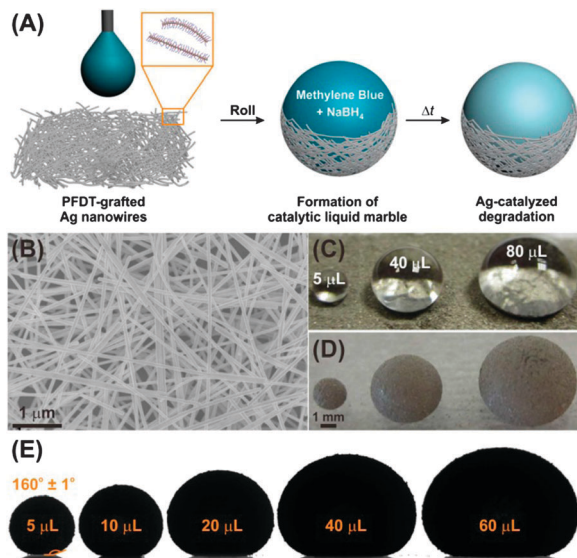 (A)
Roll
Methylene Blue
+ NaBH₄
Δt
PFDT-grafted
Ag nanowires
Formation of
catalytic liquid marble
Ag-catalyzed
degradation
(B)
1 μm
(C)
5 μL
40 μL
80 μL
(D)
1 mm
(E)
160° ± 1°
5 μL
10 μL
20 μL
40 μL
60 μL